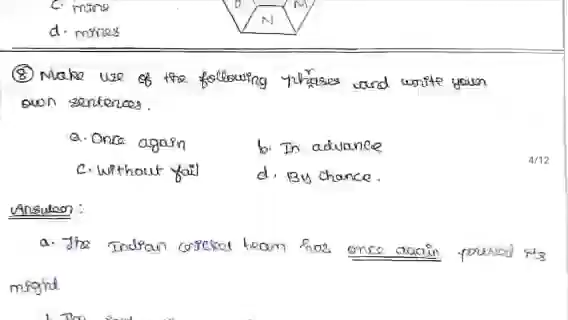 c. mine
d. mines
D N M
⑧ Make use of the following phrases and write your
own sentences.
a. Once again b. In advance
c. Without fail d. By chance.
4/12
Answer:
a. The Indian cricket team has once again proved its
might